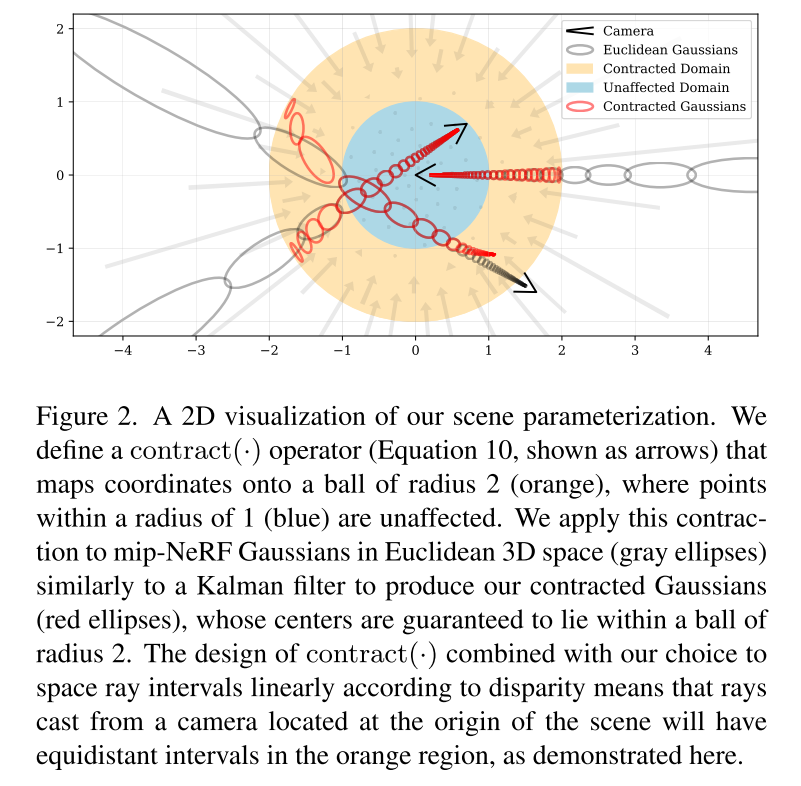 Camera
Euclidean Gaussians
Contracted Domain
Unaffected Domain
Contracted Gaussians
2
1
0
−1
−2
−4 −3 −2 −1 0 1 2 3 4
Figure 2. A 2D visualization of our scene parameterization. We
define a contract(·) operator (Equation 10, shown as arrows) that
maps coordinates onto a ball of radius 2 (orange), where points
within a radius of 1 (blue) are unaffected. We apply this contrac-
tion to mip-NeRF Gaussians in Euclidean 3D space (gray ellipses)
similarly to a Kalman filter to produce our contracted Gaussians
(red ellipses), whose centers are guaranteed to lie within a ball of
radius 2. The design of contract(·) combined with our choice to
space ray intervals linearly according to disparity means that rays
cast from a camera located at the origin of the scene will have
equidistant intervals in the orange region, as demonstrated here.